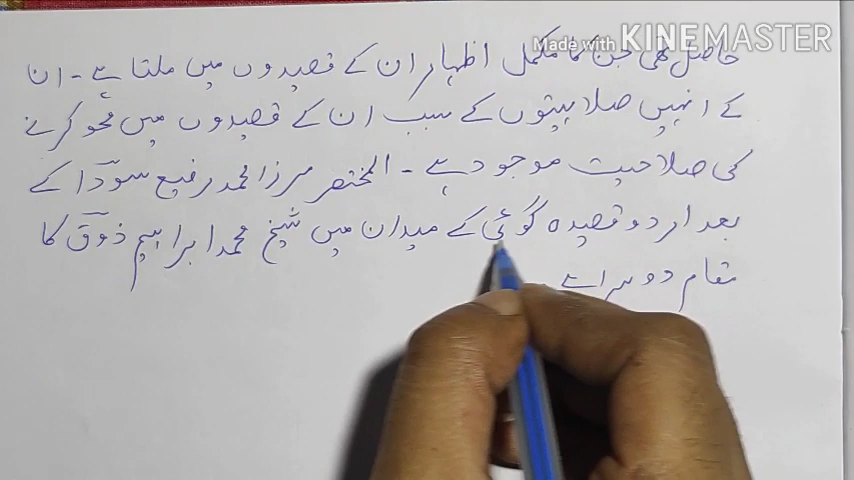 Made with KINEMASTER
حاصل تھی جن کا مکمل اظہار ان کے قصیدوں میں ملتا ہے ۔ ان
کے انہیں صلاحیتوں کے سبب ان کے قصیدوں میں محو کرنے
کی صلاحیت موجود ہے ۔ المختصر مرزا محمد رفیع سوداؔ کے
بعد اردو قصیدہ گوئی کے میدان میں شیخ محمد ابراہیم ذوقؔ کا
مقام دوسرا ہے